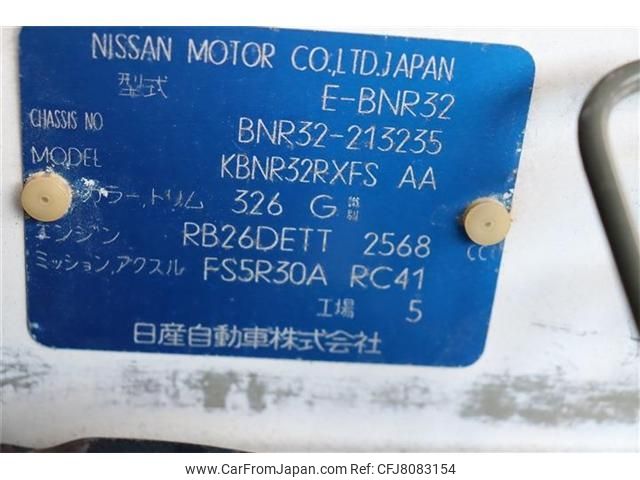 NISSAN MOTOR CO.,LTD.JAPAN
型式 E-BNR32
CHASSIS NO BNR32-213235
MODEL KBNR32RXFS AA
カラー,トリム 326 G
エンジン RB26DETT 2568 CC
ミッション,アクスル FS5R30A RC41
工場 5
日産自動車株式会社
www.CarFromJapan.com CFJ8083154